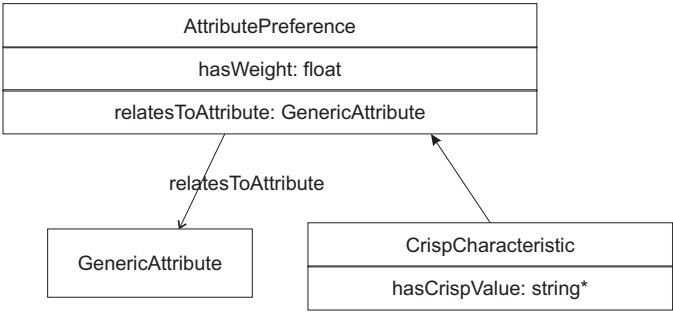 AttributePreference
hasWeight: float
relatesToAttribute: GenericAttribute
relatesToAttribute
GenericAttribute
CrispCharacteristic
hasCrispValue: string*